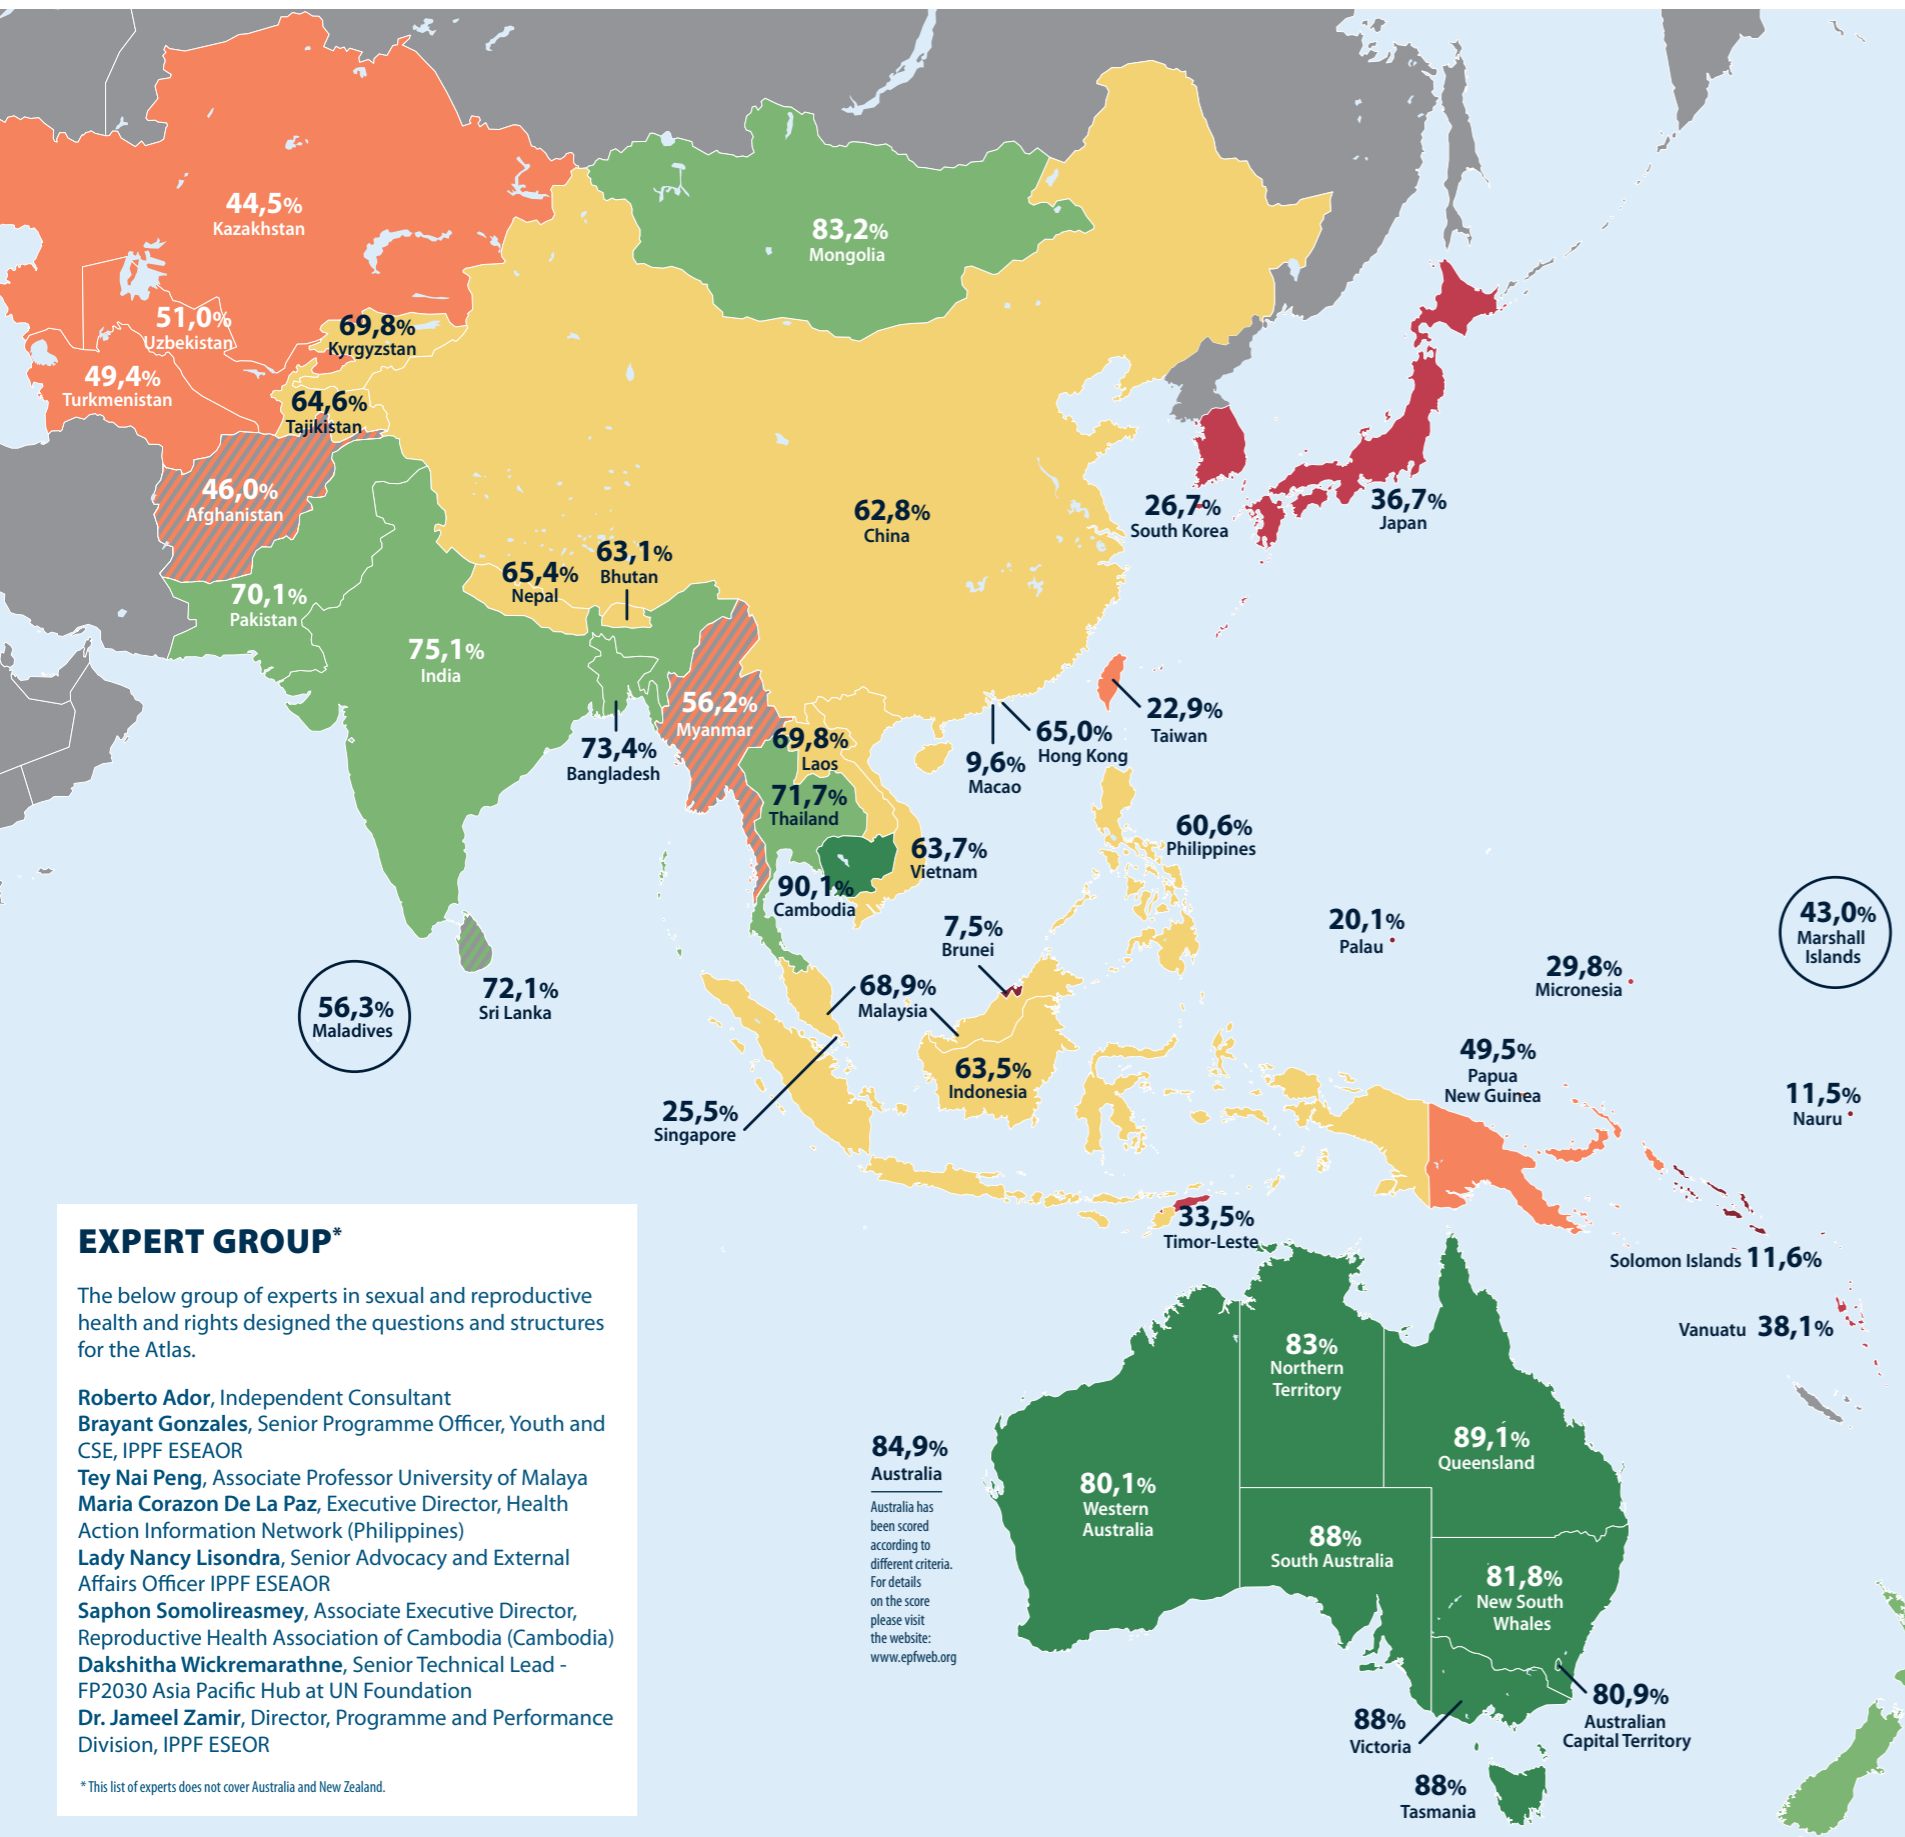 44,5%
Kazakhstan
83,2%
Mongolia
51,0%
Uzbekistan
69,8%
Kyrgyzstan
49,4%
Turkmenistan
64,6%
Tajikistan
46,0%
Afghanistan
62,8%
China
26,7%
South Korea
36,7%
Japan
63,1%
Bhutan
65,4%
Nepal
70,1%
Pakistan
75,1%
India
56,2%
Myanmar
73,4%
Bangladesh
69,8%
Laos
9,6%
Macao
65,0%
Hong Kong
22,9%
Taiwan
71,7%
Thailand
60,6%
Philippines
63,7%
Vietnam
90,1%
Cambodia
7,5%
Brunei
20,1%
Palau
43,0%
Marshall
Islands
29,8%
Micronesia
56,3%
Maladives
72,1%
Sri Lanka
68,9%
Malaysia
63,5%
Indonesia
49,5%
Papua
New Guinea
11,5%
Nauru
25,5%
Singapore
33,5%
Timor-Leste
Solomon Islands 11,6%
Vanuatu 38,1%
EXPERT GROUP*
The below group of experts in sexual and reproductive
health and rights designed the questions and structures
for the Atlas.
Roberto Ador, Independent Consultant
Brayant Gonzales, Senior Programme Officer, Youth and
CSE, IPPF ESEAOR
Tey Nai Peng, Associate Professor University of Malaya
Maria Corazon De La Paz, Executive Director, Health
Action Information Network (Philippines)
Lady Nancy Lisondra, Senior Advocacy and External
Affairs Officer IPPF ESEAOR
Saphon Somolireasmey, Associate Executive Director,
Reproductive Health Association of Cambodia (Cambodia)
Dakshitha Wickremarathne, Senior Technical Lead -
FP2030 Asia Pacific Hub at UN Foundation
Dr. Jameel Zamir, Director, Programme and Performance
Division, IPPF ESEOR
* This list of experts does not cover Australia and New Zealand.
84,9%
Australia
Australia has
been scored
according to
different criteria.
For details
on the score
please visit
the website:
www.epfweb.org
83%
Northern
Territory
89,1%
Queensland
80,1%
Western
Australia
88%
South Australia
81,8%
New South
Whales
80,9%
Australian
Capital Territory
88%
Victoria
88%
Tasmania